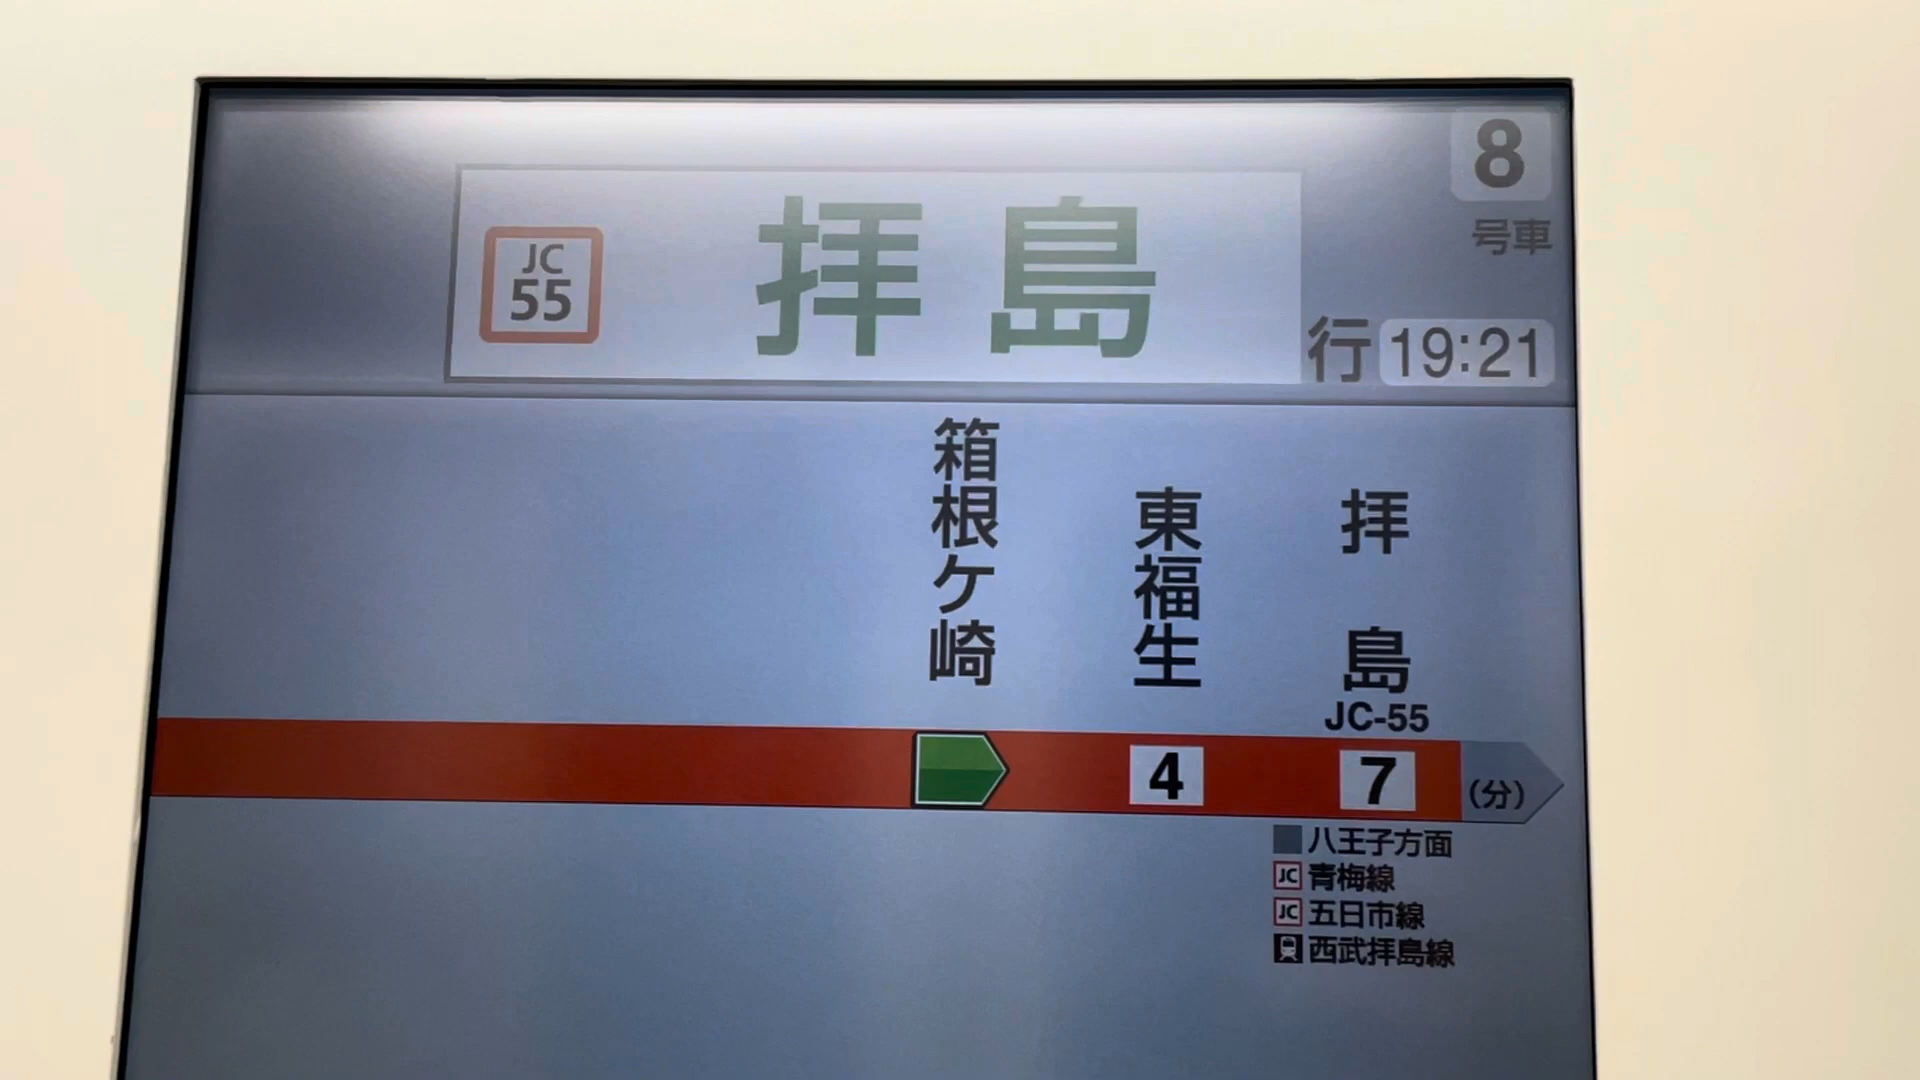 8
号車
JC
55
拝島
行
19:21
箱根ケ崎
東福生
拝島
JC-55
4
7
(分)
八王子方面
JC 青梅線
JC 五日市線
西武拝島線